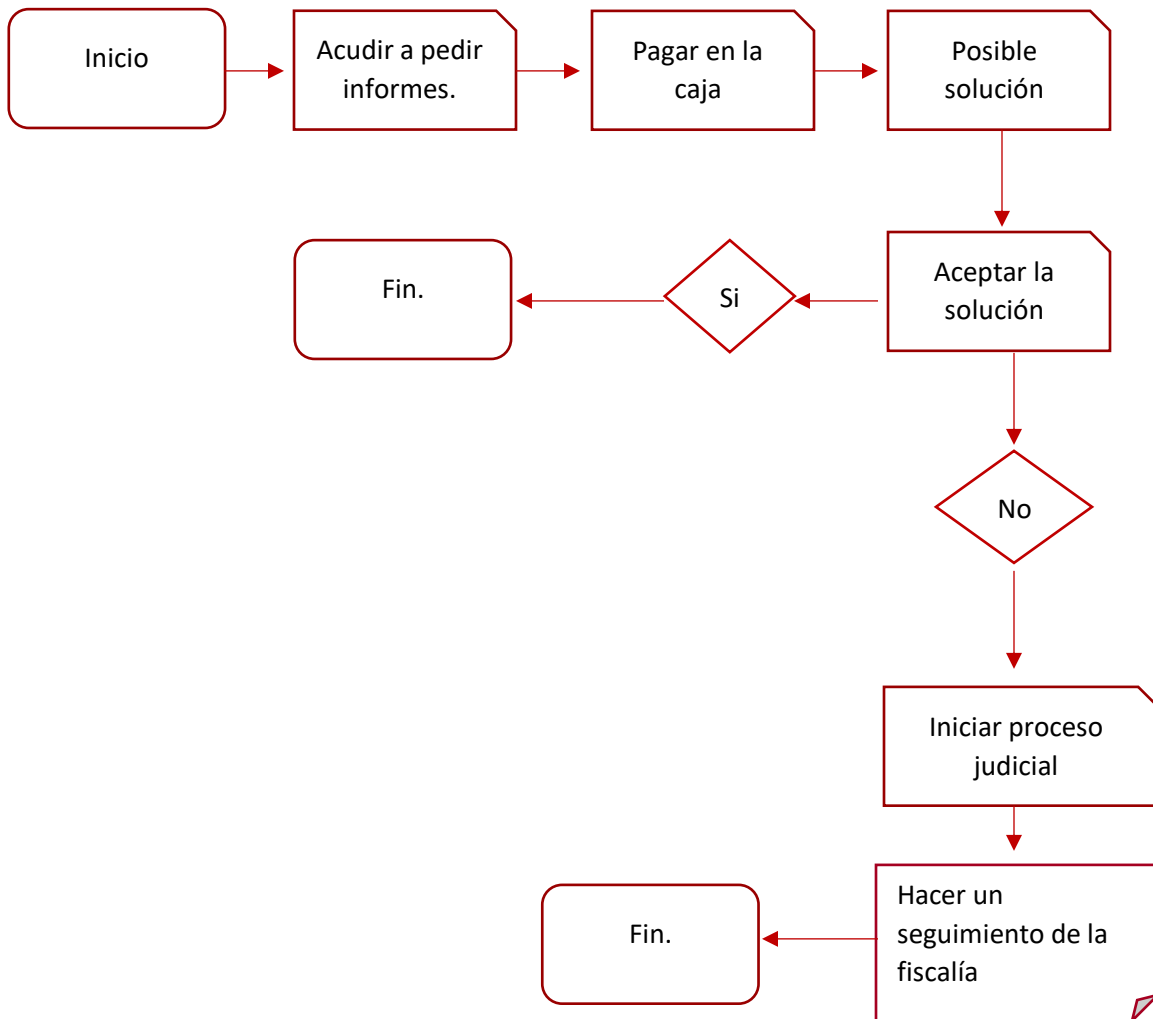 Inicio
Acudir a pedir
informes.
Pagar en la
caja
Posible
solución
Fin.
Si
Aceptar la
solución
No
Iniciar proceso
judicial
Fin.
Hacer un
seguimiento de la
fiscalía